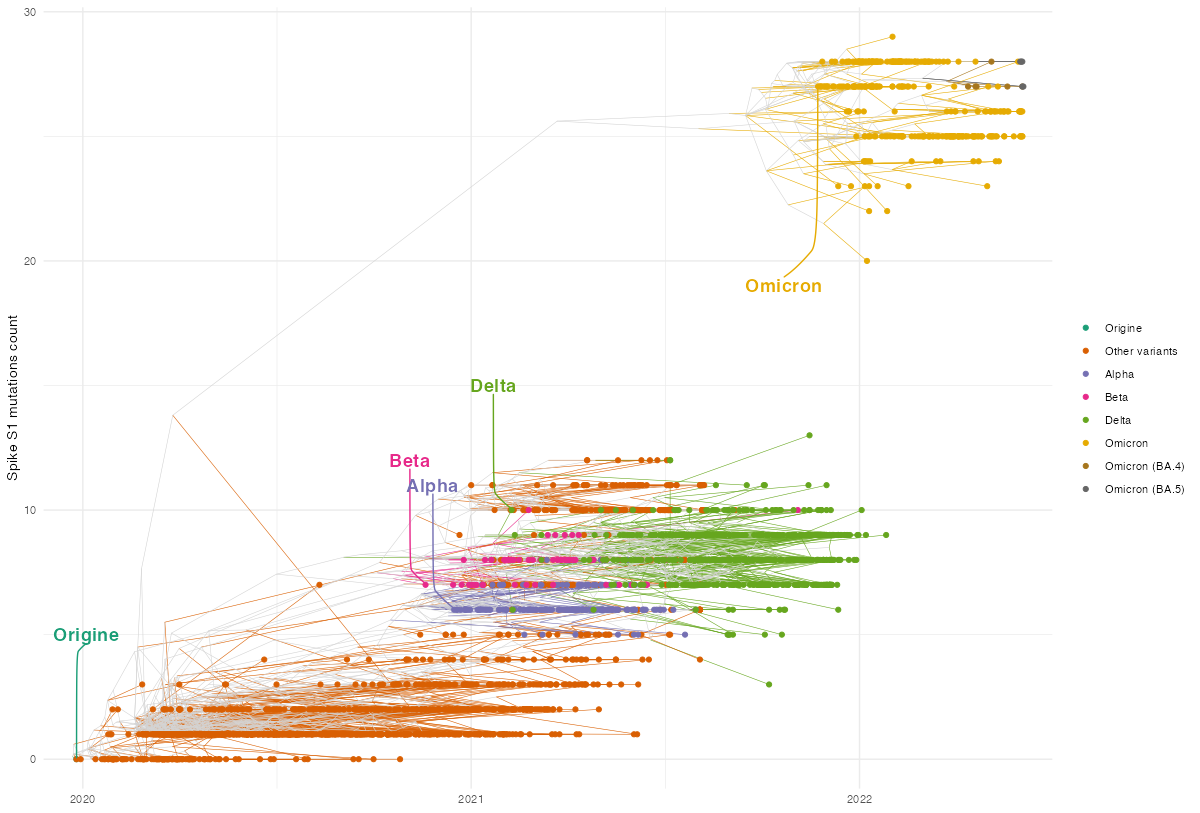 30
20
10
0
Spike S1 mutations count
2020
2021
2022
Origine
Beta
Alpha
Delta
Omicron
Origine
Other variants
Alpha
Beta
Delta
Omicron
Omicron (BA.4)
Omicron (BA.5)